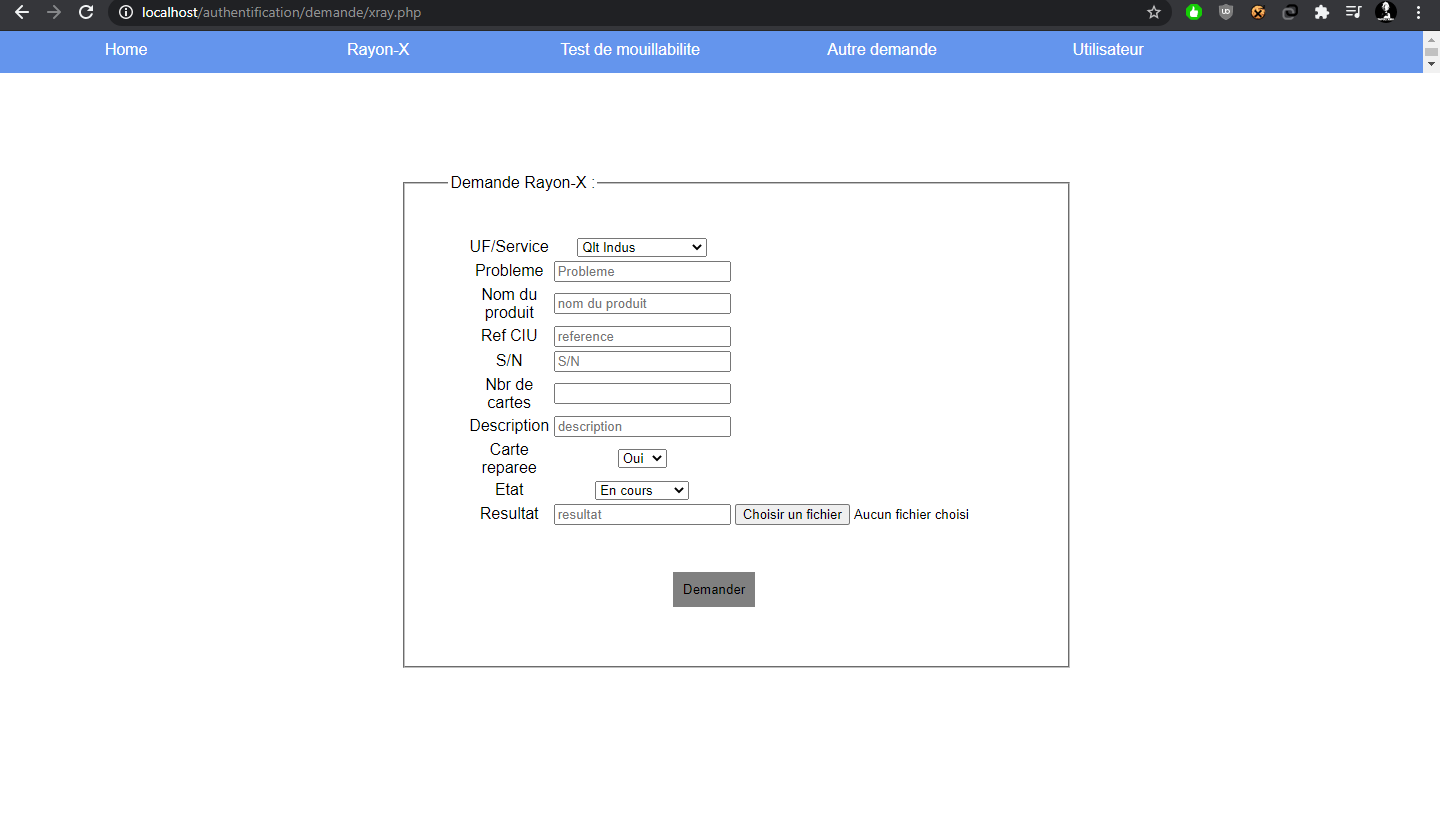 localhost/authentification/demande/xray.php
Home Rayon-X Test de mouillabilite Autre demande Utilisateur
Demande Rayon-X :
UF/Service Qlt Indus
Probleme Probleme
Nom du
produit nom du produit
Ref CIU reference
S/N S/N
Nbr de
cartes
Description description
Carte
reparee Oui
Etat En cours
Resultat resultat Choisir un fichier Aucun fichier choisi
Demander